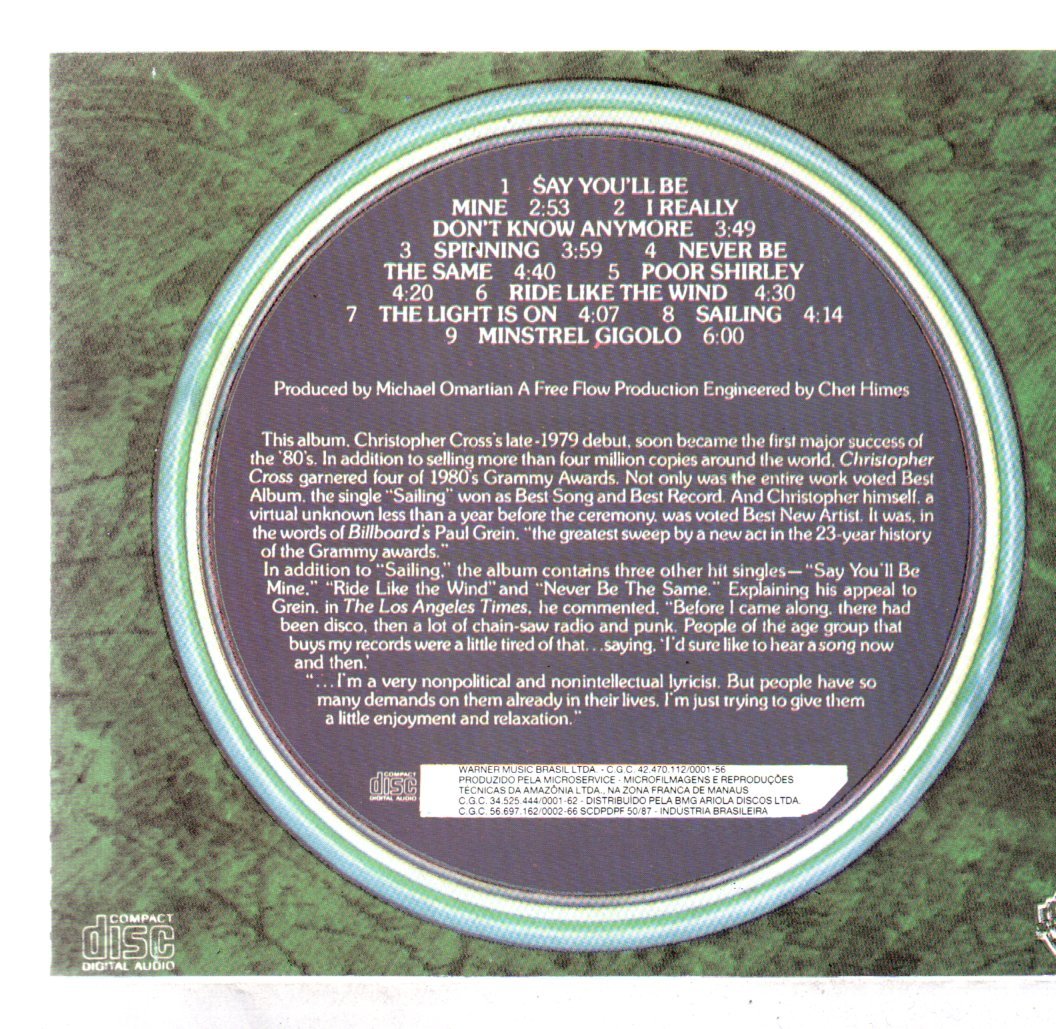 1 SAY YOU'LL BE
MINE 2:53 2 I REALLY
DON'T KNOW ANYMORE 3:49
3 SPINNING 3:59 4 NEVER BE
THE SAME 4:40 5 POOR SHIRLEY
4:20 6 RIDE LIKE THE WIND 4:30
7 THE LIGHT IS ON 4:07 8 SAILING 4:14
9 MINSTREL GIGOLO 6:00
Produced by Michael Omartian A Free Flow Production Engineered by Chet Himes
This album, Christopher Cross's late-1979 debut, soon became the first major success of
the '80's. In addition to selling more than four million copies around the world, Christopher
Cross garnered four of 1980's Grammy Awards. Not only was the entire work voted Best
Album, the single "Sailing" won as Best Song and Best Record. And Christopher himself, a
virtual unknown less than a year before the ceremony, was voted Best New Artist. It was, in
the words of Billboard's Paul Grein, "the greatest sweep by a new act in the 23-year history
of the Grammy awards."
In addition to "Sailing," the album contains three other hit singles—"Say You'll Be
Mine," "Ride Like the Wind" and "Never Be The Same." Explaining his appeal to
Grein, in The Los Angeles Times, he commented, "Before I came along, there had
been disco, then a lot of chain-saw radio and punk. People of the age group that
buys my records were a little tired of that...saying, 'I'd sure like to hear a song now
and then.'
"...I'm a very nonpolitical and nonintellectual lyricist. But people have so
many demands on them already in their lives. I'm just trying to give them
a little enjoyment and relaxation."
COMPACT
disc
DIGITAL AUDIO
WARNER MUSIC BRASIL LTDA. - C.G.C. 42.470.112/0001-56
PRODUZIDO PELA MICROSERVICE - MICROFILMAGENS E REPRODUÇÕES
TÉCNICAS DA AMAZÔNIA LTDA., NA ZONA FRANCA DE MANAUS
C.G.C. 34.525.444/0001-62 - DISTRIBUÍDO PELA BMG ARIOLA DISCOS LTDA.
C.G.C. 56.697.162/0002-66 SCDPDPF 50/87 - INDUSTRIA BRASILEIRA
COMPACT
disc
DIGITAL AUDIO